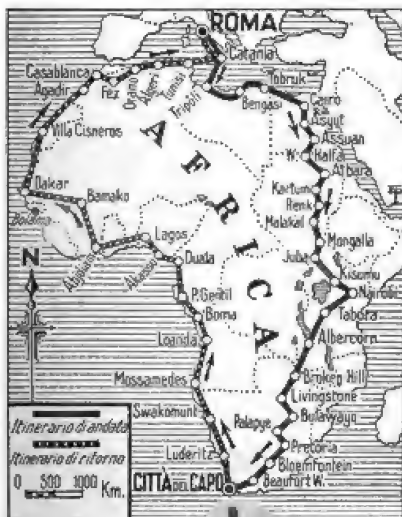 ROMA
Catania
Casablanca
Agadir
Fez
Orano
Algeri
Tunisi
Tripoli
Bengasi
Tobruk
Cairo
Asyut
Assuan
W. Halfa
Atbara
Villa Cisneros
AFRICA
Kartum
Renk
Malakal
Dakar
Bolama
Bamako
Lagos
Duala
Mongalla
Juba
Kisumu
Nairobi
N
P. Gentil
Boma
Tabora
Loanda
Albercorn
Mossamedes
Broken Hill
Livingstone
Swakomunt
Bulawayo
Palapye
Itinerario di andata
Itinerario di ritorno
Luderitz
Pretoria
Bloemfontein
0 500 1000 Km.
CITTÀ DEL CAPO
Beaufort W.